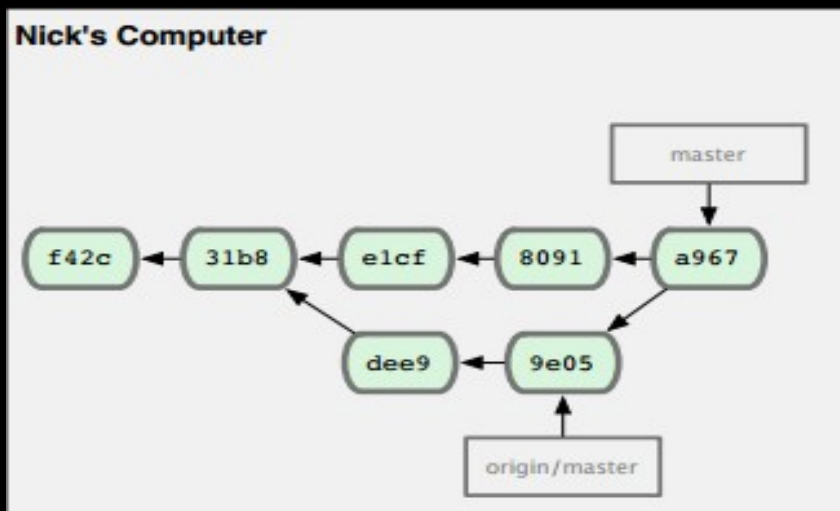 Nick's Computer
master
f42c 31b8 e1cf 8091 a967
dee9 9e05
origin/master